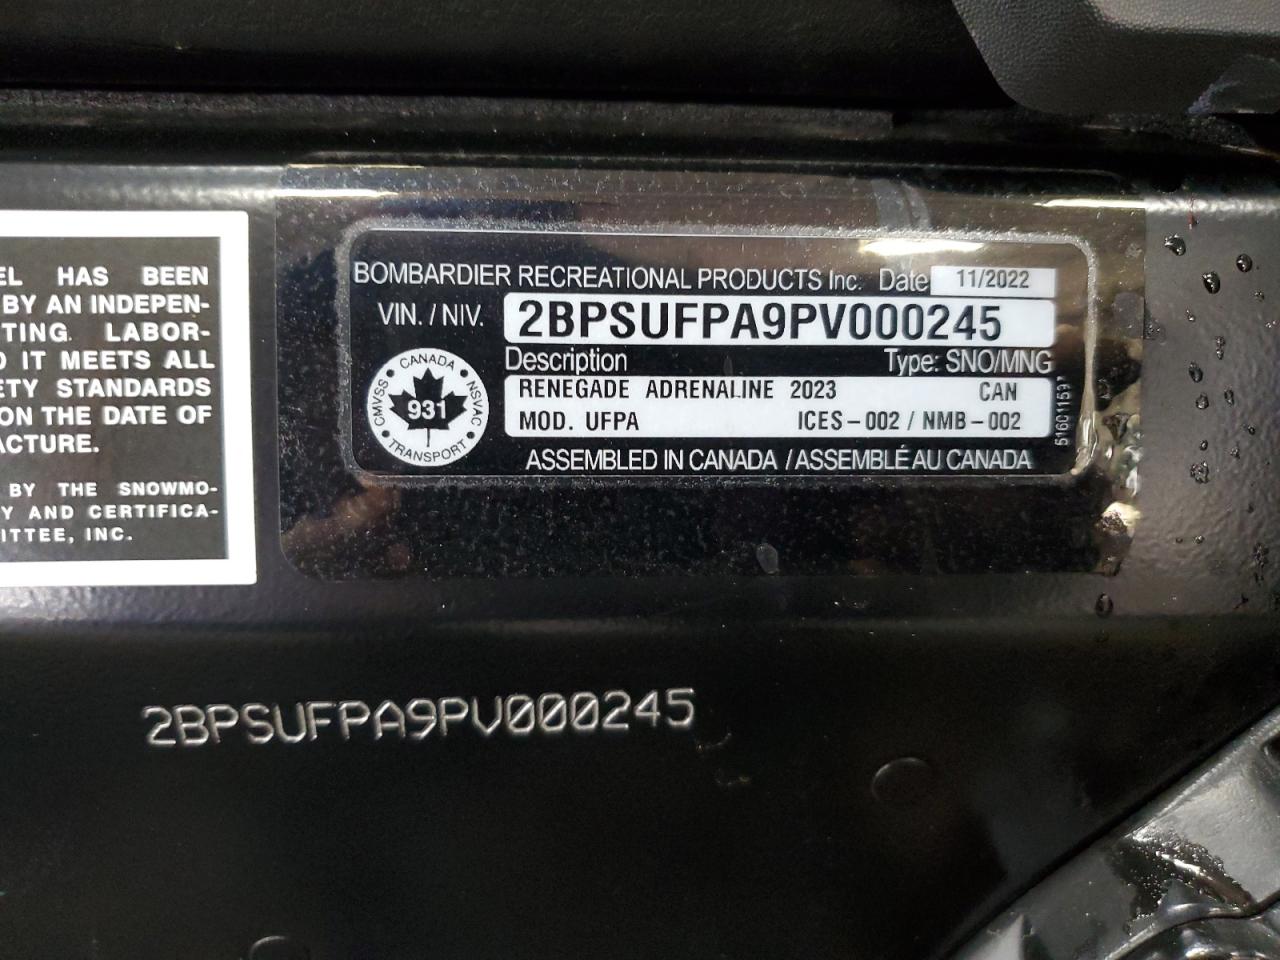 EL HAS BEEN
BY AN INDEPEN-
TING LABOR-
O IT MEETS ALL
ETY STANDARDS
ON THE DATE OF
ACTURE.
BY THE SNOWMO-
Y AND CERTIFICA-
ITTEE, INC.
BOMBARDIER RECREATIONAL PRODUCTS Inc. Date 11/2022
VIN. / NIV. 2BPSUFPA9PV000245
Description Type: SNO/MNG
RENEGADE ADRENALINE 2023 CAN
MOD. UFPA ICES-002 / NMB-002
ASSEMBLED IN CANADA / ASSEMBLÉ AU CANADA
CANADA
CMVSS 931 NSVAC
TRANSPORT
2BPSUFPA9PV000245